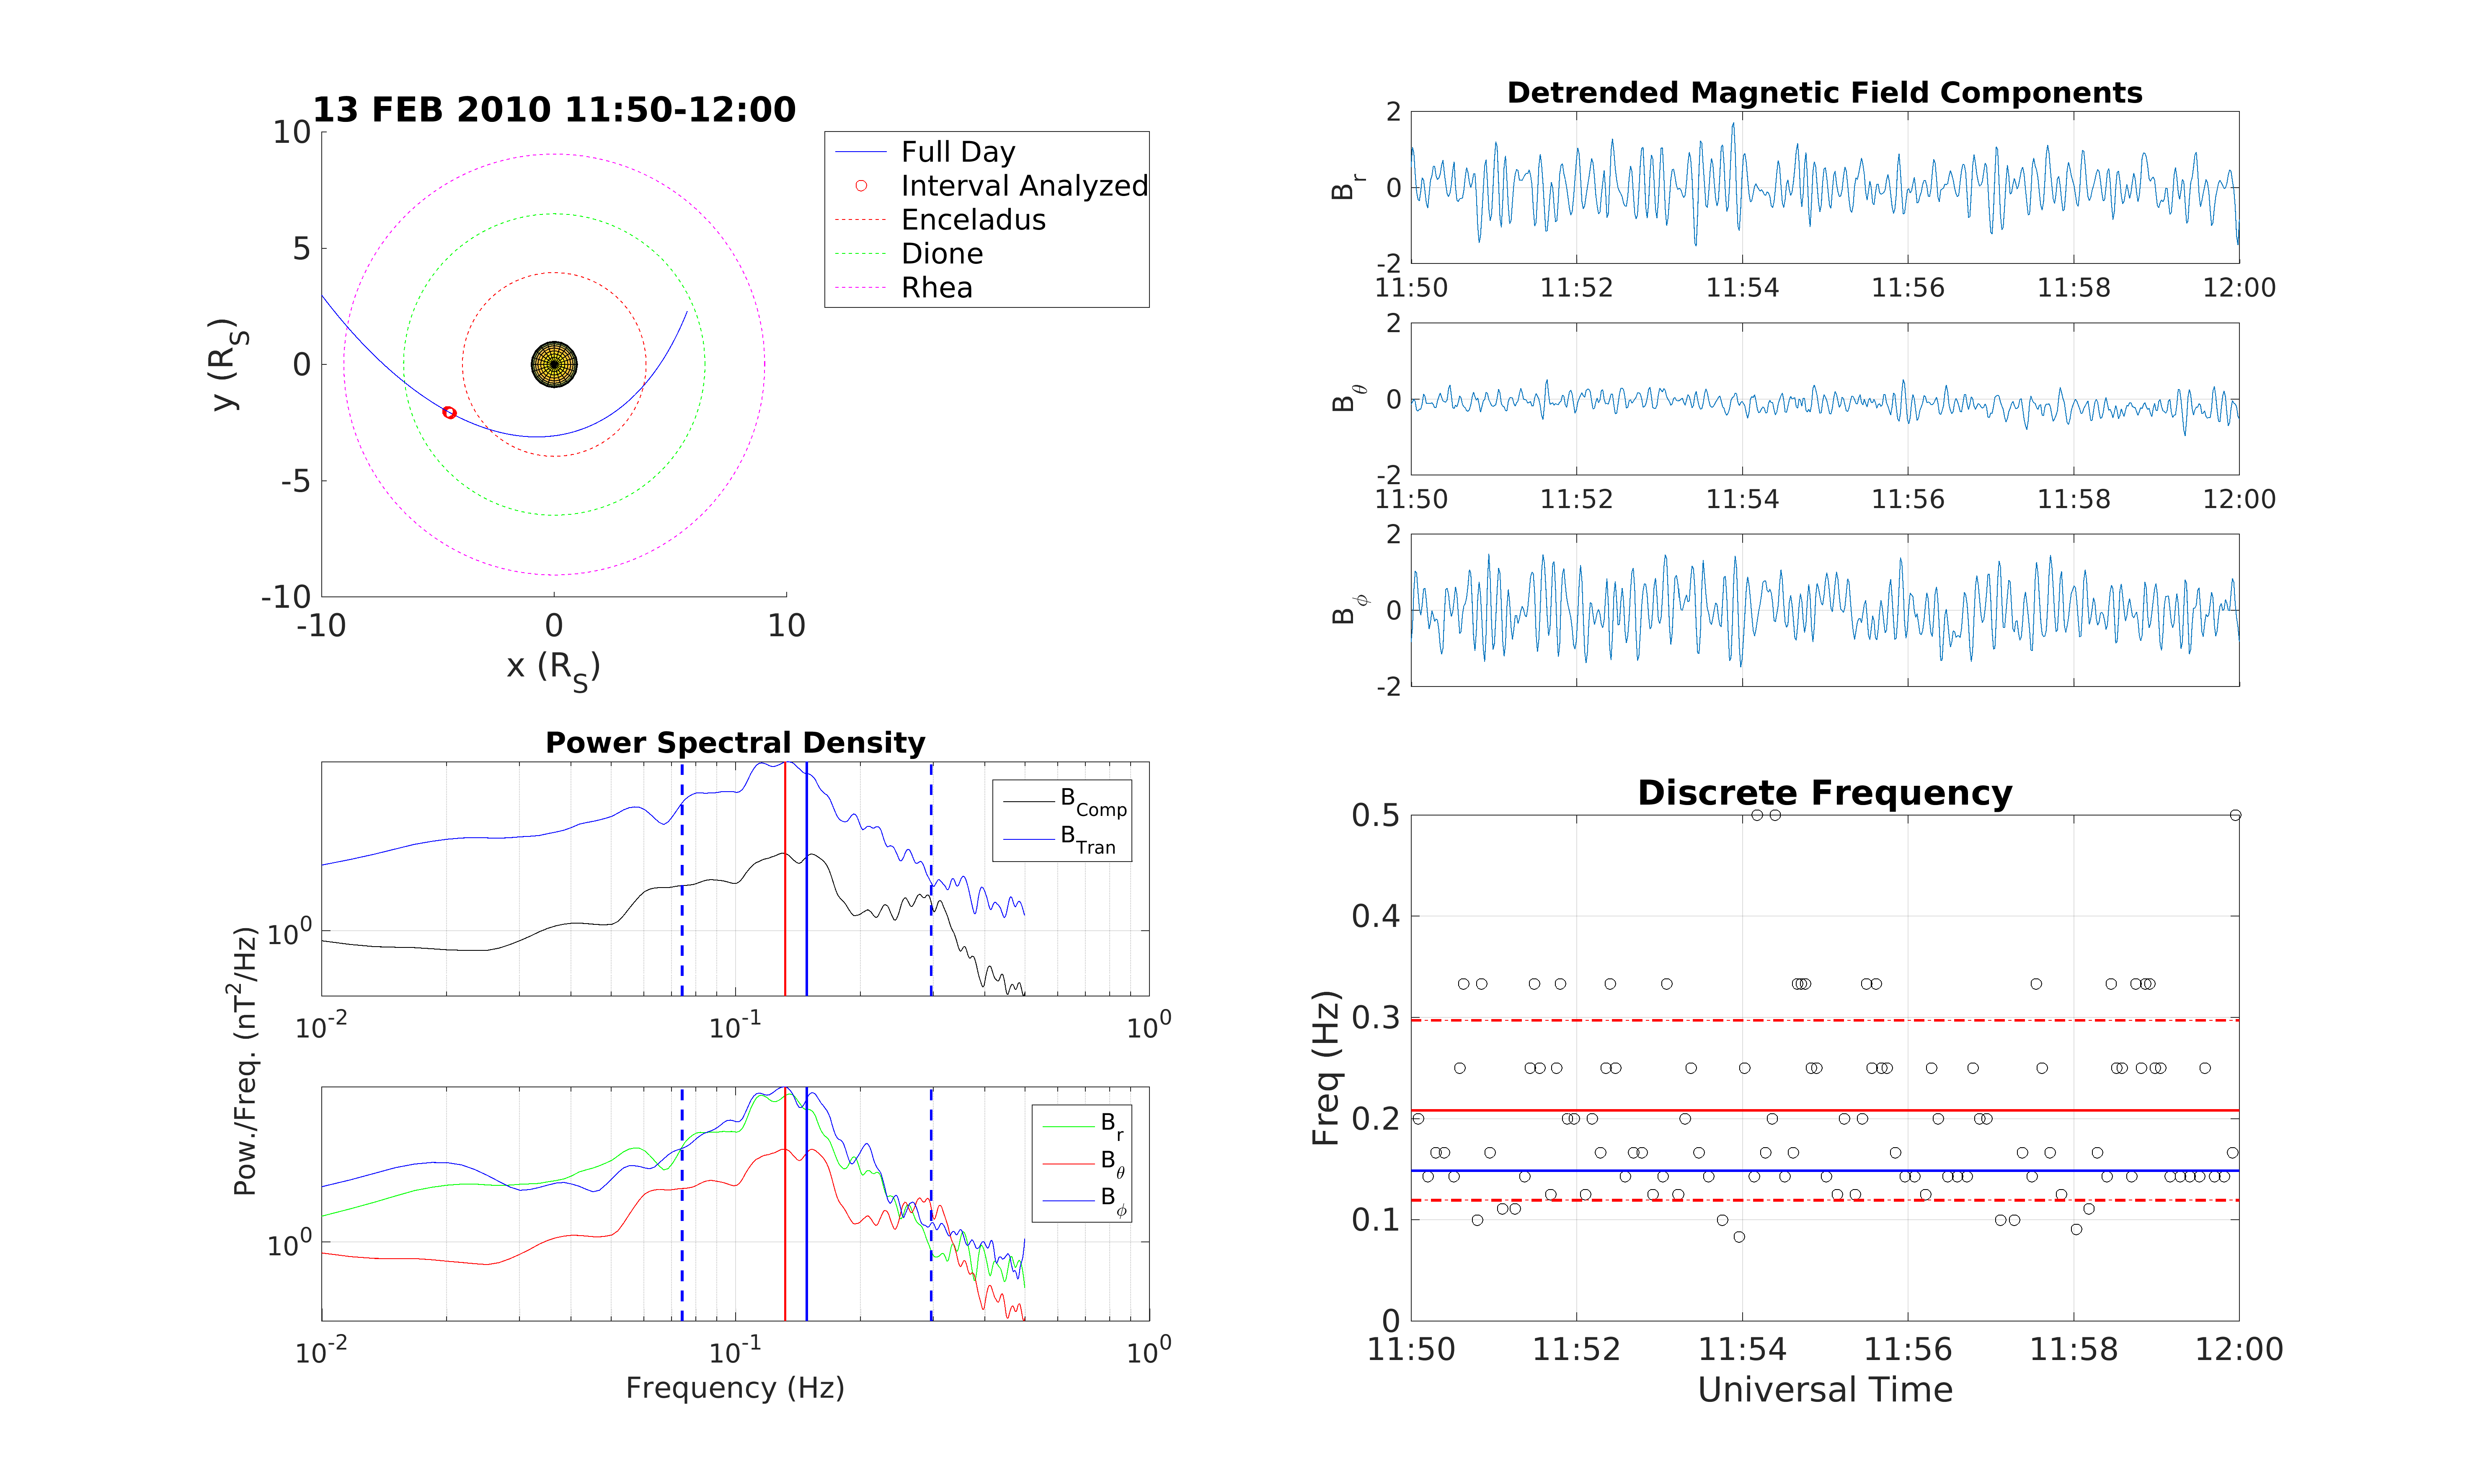 13 FEB 2010 11:50-12:00
10
5
0
-5
-10
-10
0
10
y (R_S)
x (R_S)
Full Day
Interval Analyzed
Enceladus
Dione
Rhea
Detrended Magnetic Field Components
2
0
-2
B_r
11:50
11:52
11:54
11:56
11:58
12:00
2
0
-2
B_θ
11:50
11:52
11:54
11:56
11:58
12:00
2
0
-2
B_ϕ
Power Spectral Density
10^0
B_Comp
B_Tran
10^-2
10^-1
10^0
Pow./Freq. (nT^2/Hz)
10^0
B_r
B_θ
B_ϕ
10^-2
10^-1
10^0
Frequency (Hz)
Discrete Frequency
0.5
0.4
0.3
0.2
0.1
0
Freq (Hz)
11:50
11:52
11:54
11:56
11:58
12:00
Universal Time